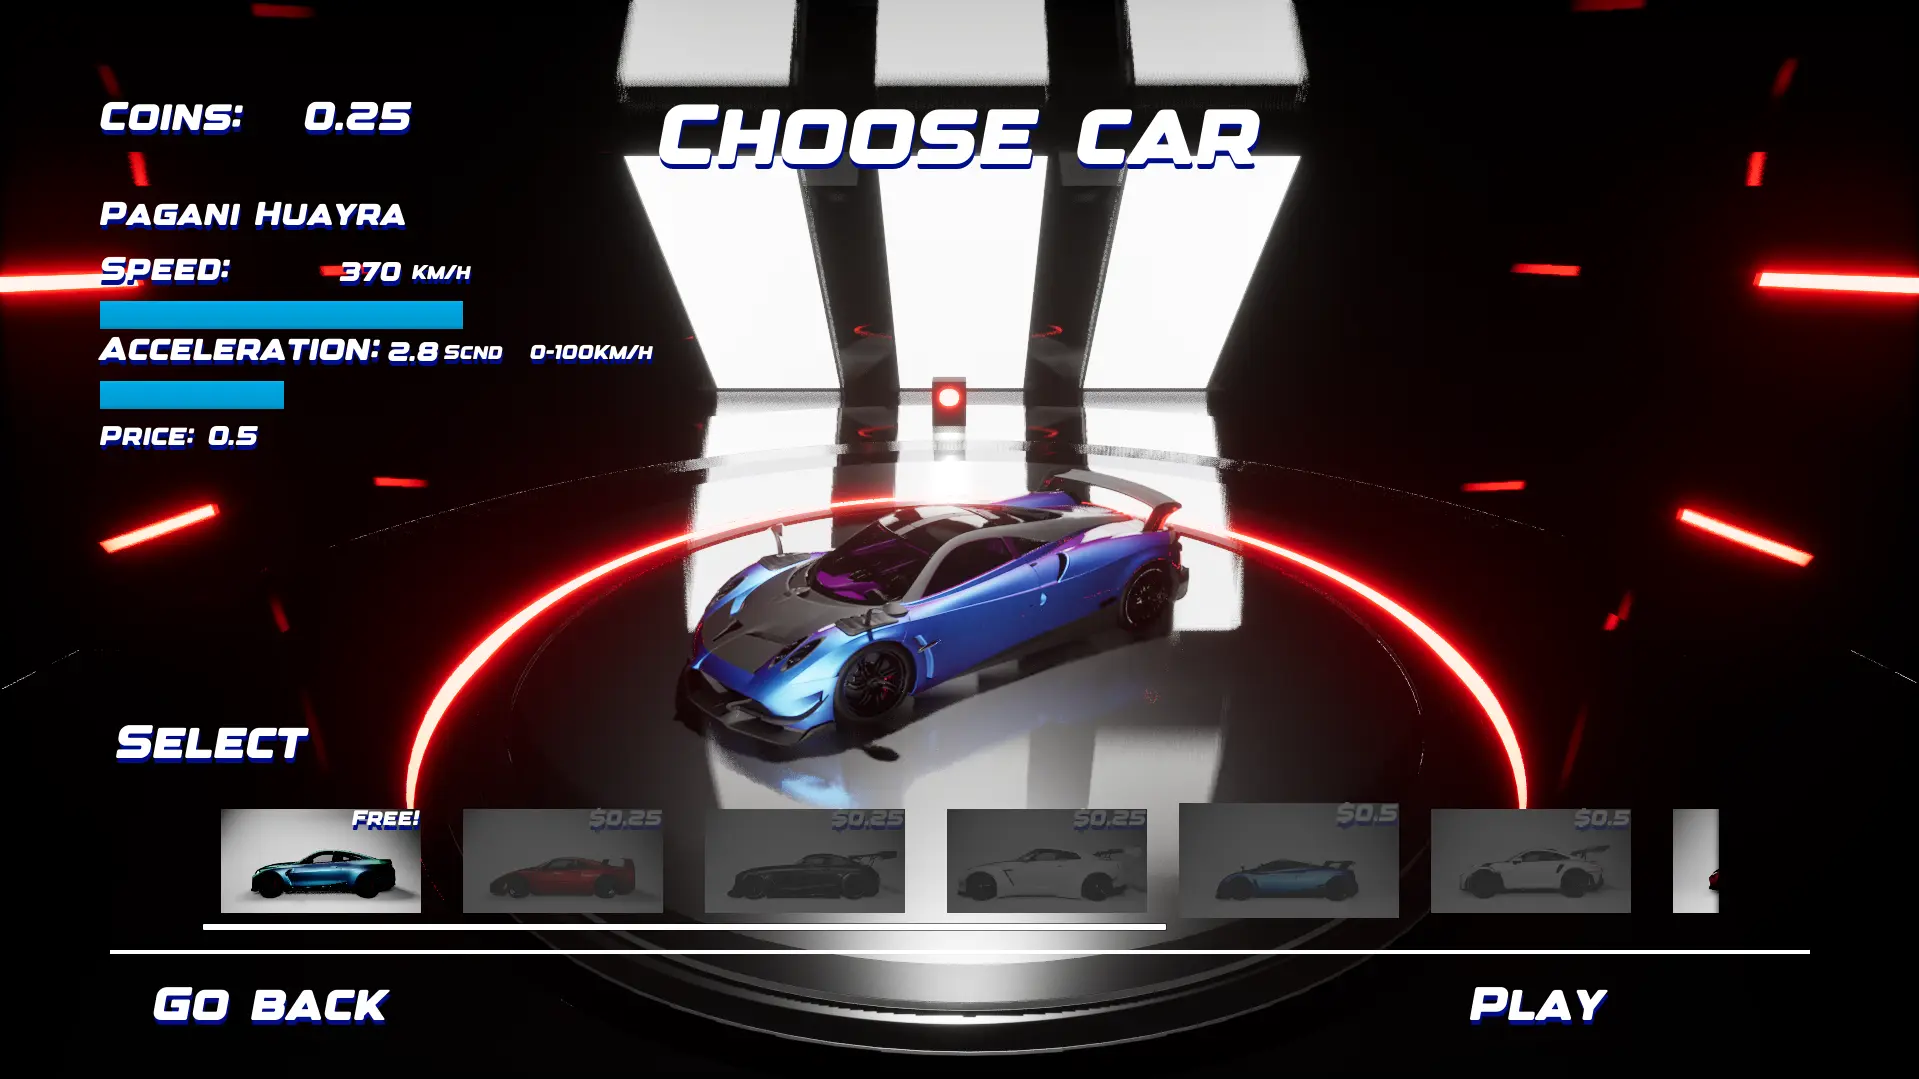 COINS: 0.25
CHOOSE CAR
PAGANI HUAYRA
SPEED: 370 KM/H
ACCELERATION: 2.8 SCND 0-100KM/H
PRICE: 0.5
SELECT
FREE! $0.25 $0.25 $0.25 $0.5 $0.5
GO BACK
PLAY